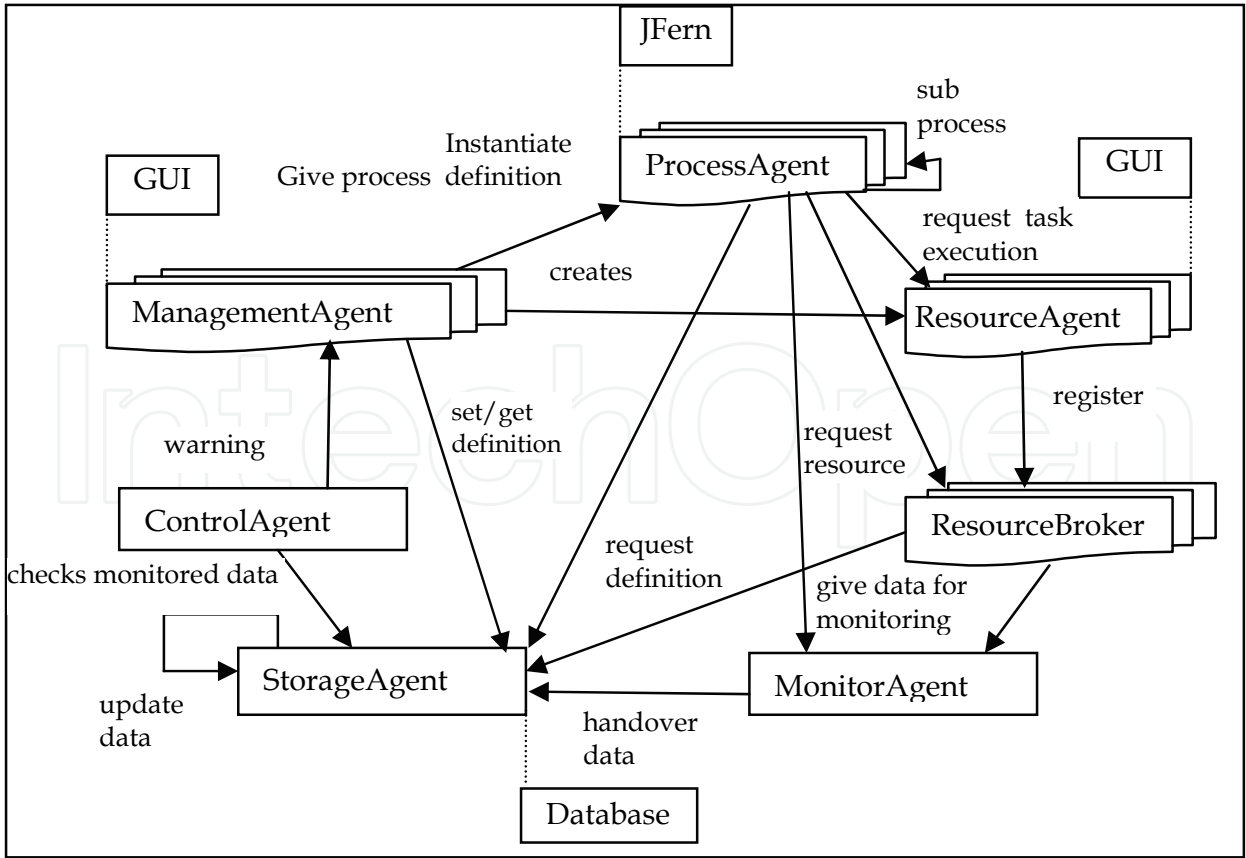 JFern
sub
process
Instantiate
Give process definition
GUI
ProcessAgent
GUI
request task
execution
creates
ManagementAgent
ResourceAgent
register
set/get
definition
warning
request
resource
IntechOpen
ControlAgent
ResourceBroker
checks monitored data
request
definition
give data for
monitoring
StorageAgent
MonitorAgent
update
data
handover
data
Database